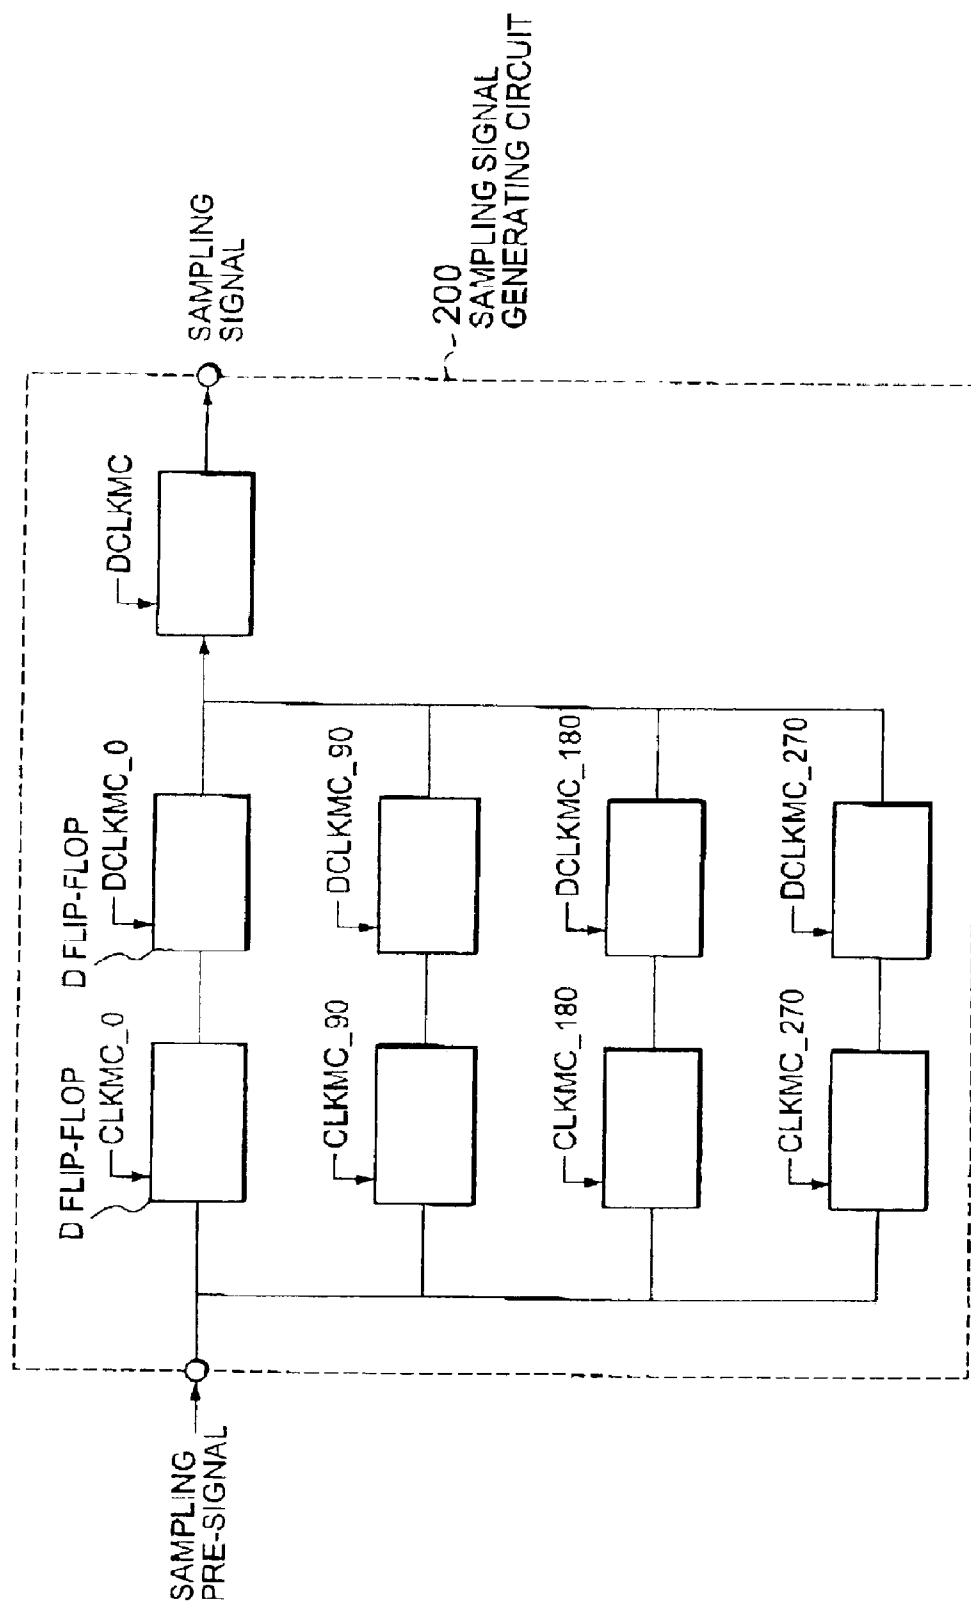 SAMPLING
PRE-SIGNAL
D FLIP-FLOP
CLKMC_0
D FLIP-FLOP
DCLKMC_0
DCLKMC
SAMPLING
SIGNAL
CLKMC_90
DCLKMC_90
CLKMC_180
DCLKMC_180
CLKMC_270
DCLKMC_270
200
SAMPLING SIGNAL
GENERATING CIRCUIT